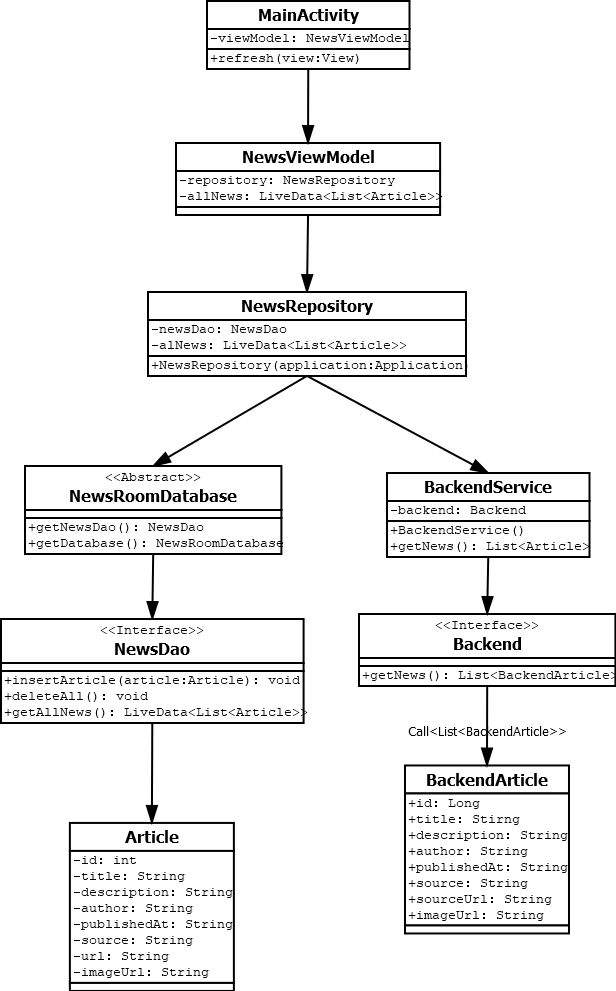 MainActivity
-viewModel: NewsViewModel
+refresh(view:View)
NewsViewModel
-repository: NewsRepository
-allNews: LiveData<List<Article>>
NewsRepository
-newsDao: NewsDao
-alNews: LiveData<List<Article>>
+NewsRepository(application:Application)
<<Abstract>>
NewsRoomDatabase
+getNewsDao(): NewsDao
+getDatabase(): NewsRoomDatabase
BackendService
-backend: Backend
+BackendService()
+getNews(): List<Article>
<<Interface>>
NewsDao
+insertArticle(article:Article): void
+deleteAll(): void
+getAllNews(): LiveData<List<Article>>
<<Interface>>
Backend
+getNews(): List<BackendArticle>
Call<List<BackendArticle>>
BackendArticle
+id: Long
+title: Stirng
+description: String
+author: String
+publishedAt: String
+source: String
+sourceUrl: String
+imageUrl: String
Article
-id: int
-title: String
-description: String
-author: String
-publishedAt: String
-source: String
-url: String
-imageUrl: String